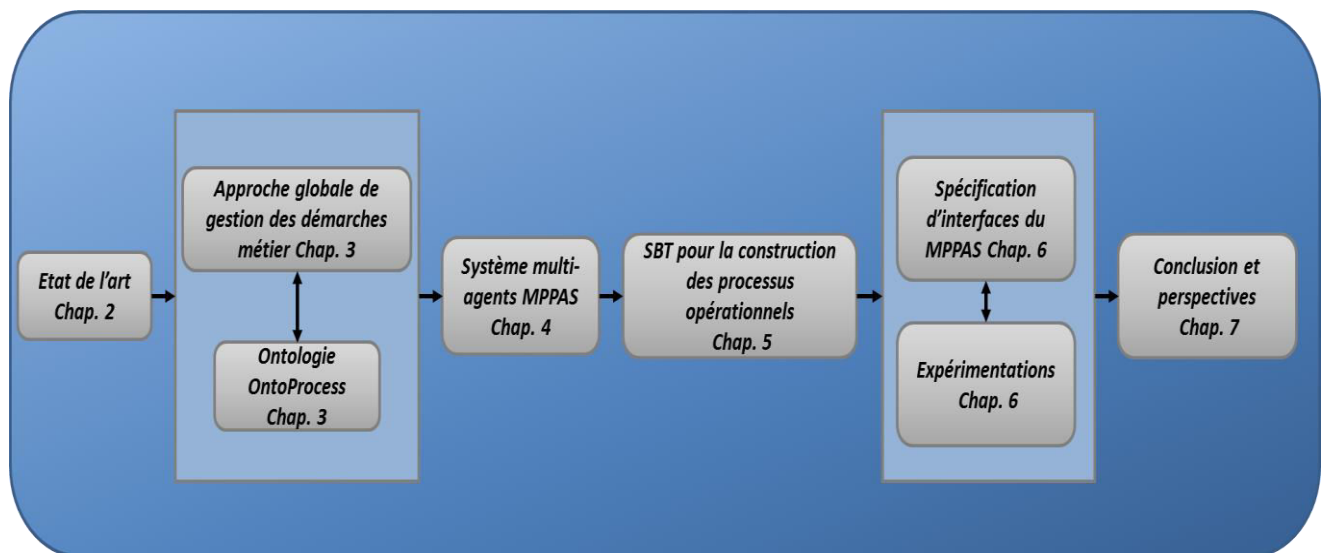 Etat de l'art
Chap. 2
Approche globale de
gestion des démarches
métier Chap. 3
Ontologie
OntoProcess
Chap. 3
Système multi-
agents MPPAS
Chap. 4
SBT pour la construction
des processus
opérationnels
Chap. 5
Spécification
d'interfaces du
MPPAS Chap. 6
Expérimentations
Chap. 6
Conclusion et
perspectives
Chap. 7